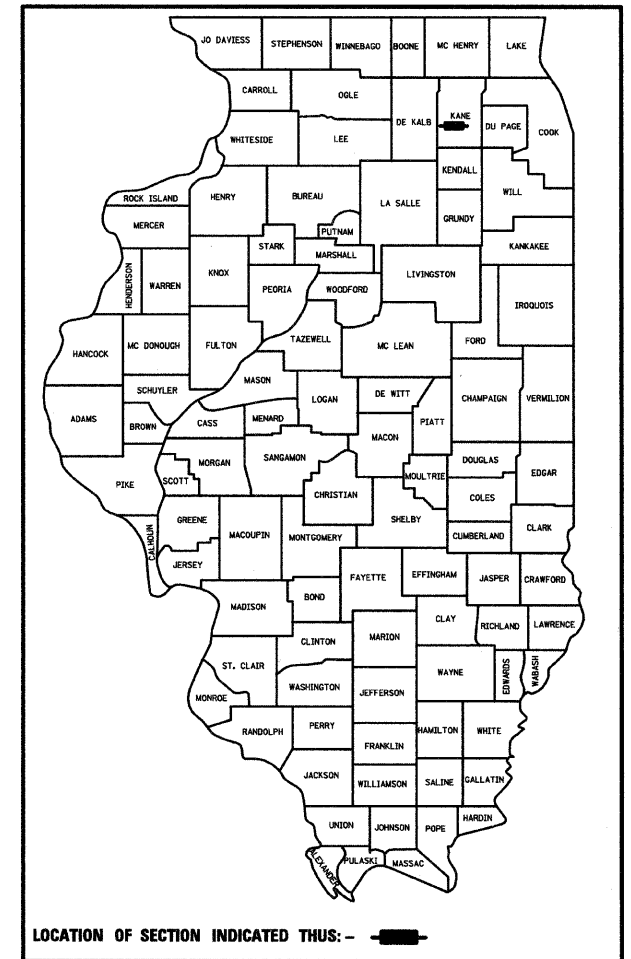 JO DAVIESS
STEPHENSON
WINNEBAGO
BOONE
MC HENRY
LAKE
CARROLL
OGLE
DE KALB
KANE
DU PAGE
COOK
WHITESIDE
LEE
KENDALL
WILL
ROCK ISLAND
HENRY
BUREAU
LA SALLE
GRUNDY
MERCER
PUTNAM
STARK
MARSHALL
KANKAKEE
HENDERSON
WARREN
KNOX
PEORIA
WOODFORD
LIVINGSTON
IROQUOIS
HANCOCK
MC DONOUGH
FULTON
TAZEWELL
MC LEAN
FORD
SCHUYLER
MASON
LOGAN
DE WITT
CHAMPAIGN
VERMILION
ADAMS
BROWN
CASS
MENARD
PIATT
MACON
PIKE
SCOTT
MORGAN
SANGAMON
MOULTRIE
DOUGLAS
EDGAR
CHRISTIAN
COLES
CALHOUN
GREENE
MACOUPIN
MONTGOMERY
SHELBY
CUMBERLAND
CLARK
JERSEY
FAYETTE
EFFINGHAM
JASPER
CRAWFORD
MADISON
BOND
CLAY
RICHLAND
LAWRENCE
CLINTON
MARION
ST. CLAIR
WAYNE
EDWARDS
WABASH
WASHINGTON
JEFFERSON
MONROE
RANDOLPH
PERRY
HAMILTON
WHITE
FRANKLIN
JACKSON
WILLIAMSON
SALINE
GALLATIN
UNION
JOHNSON
POPE
HARDIN
ALEXANDER
PULASKI
MASSAC
LOCATION OF SECTION INDICATED THUS: –